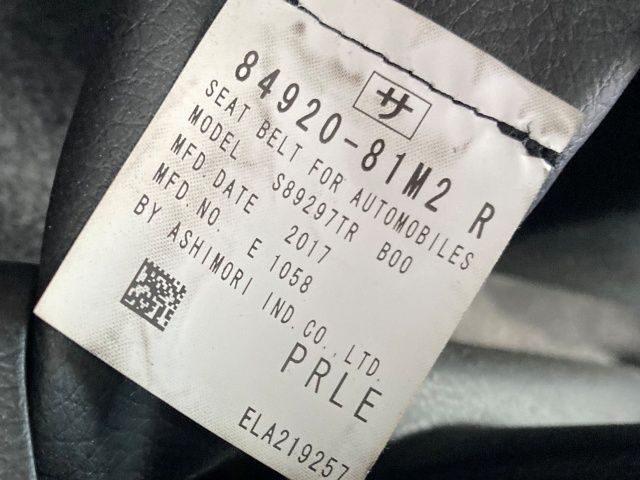 サ
84920-81M2 R
SEAT BELT FOR AUTOMOBILES
MODEL S89297TR B00
MFD.DATE 2017
MFD.NO. E 1058
BY ASHIMORI IND.CO.,LTD.
PRLE
ELA219257